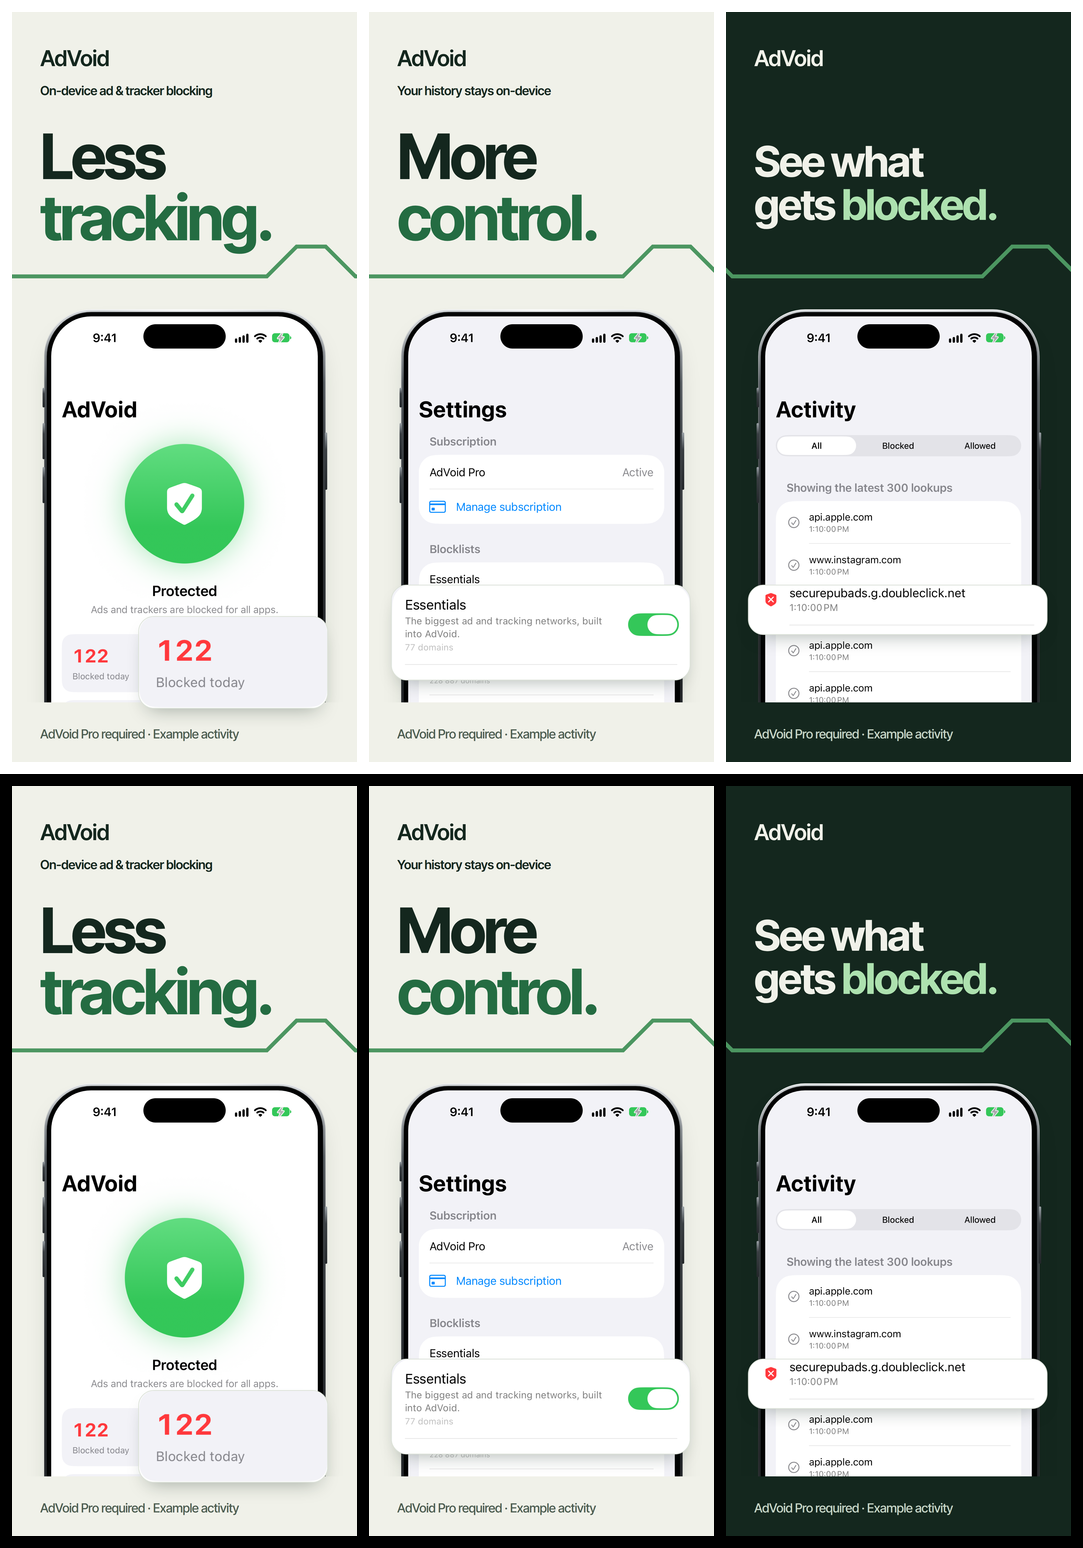 AdVoid
On-device ad & tracker blocking
Less
tracking.
9:41
AdVoid
Protected
Ads and trackers are blocked for all apps.
122
Blocked today
122
Blocked today
AdVoid Pro required · Example activity
AdVoid
Your history stays on-device
More
control.
9:41
Settings
Subscription
AdVoid Pro Active
Manage subscription
Blocklists
Essentials
Essentials
The biggest ad and tracking networks, built
into AdVoid.
77 domains
AdVoid Pro required · Example activity
AdVoid
See what
gets blocked.
9:41
Activity
All Blocked Allowed
Showing the latest 300 lookups
api.apple.com
1:10:00 PM
www.instagram.com
1:10:00 PM
securepubads.g.doubleclick.net
1:10:00 PM
api.apple.com
1:10:00 PM
api.apple.com
1:10:00 PM
AdVoid Pro required · Example activity
AdVoid
On-device ad & tracker blocking
Less
tracking.
9:41
AdVoid
Protected
Ads and trackers are blocked for all apps.
122
Blocked today
122
Blocked today
AdVoid Pro required · Example activity
AdVoid
Your history stays on-device
More
control.
9:41
Settings
Subscription
AdVoid Pro Active
Manage subscription
Blocklists
Essentials
Essentials
The biggest ad and tracking networks, built
into AdVoid.
77 domains
AdVoid Pro required · Example activity
AdVoid
See what
gets blocked.
9:41
Activity
All Blocked Allowed
Showing the latest 300 lookups
api.apple.com
1:10:00 PM
www.instagram.com
1:10:00 PM
securepubads.g.doubleclick.net
1:10:00 PM
api.apple.com
1:10:00 PM
api.apple.com
1:10:00 PM
AdVoid Pro required · Example activity